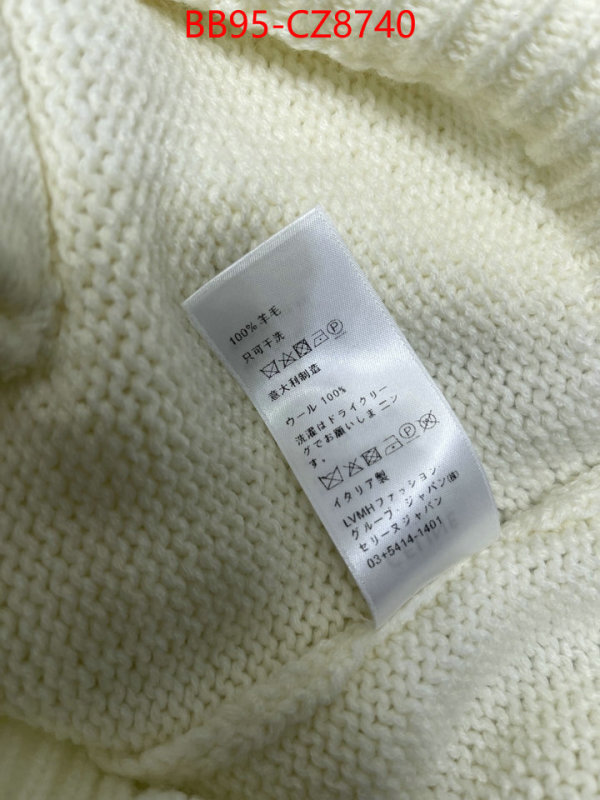 BB95-CZ8740
100% 羊毛
只可干洗
意大利制造
ウール 100%
洗濯はドライクリーニン
グでお願いしま
す。
イタリア製
LVMHファッション
グループ・ジャパン㈱
セリーヌジャパン
03+5414-1401